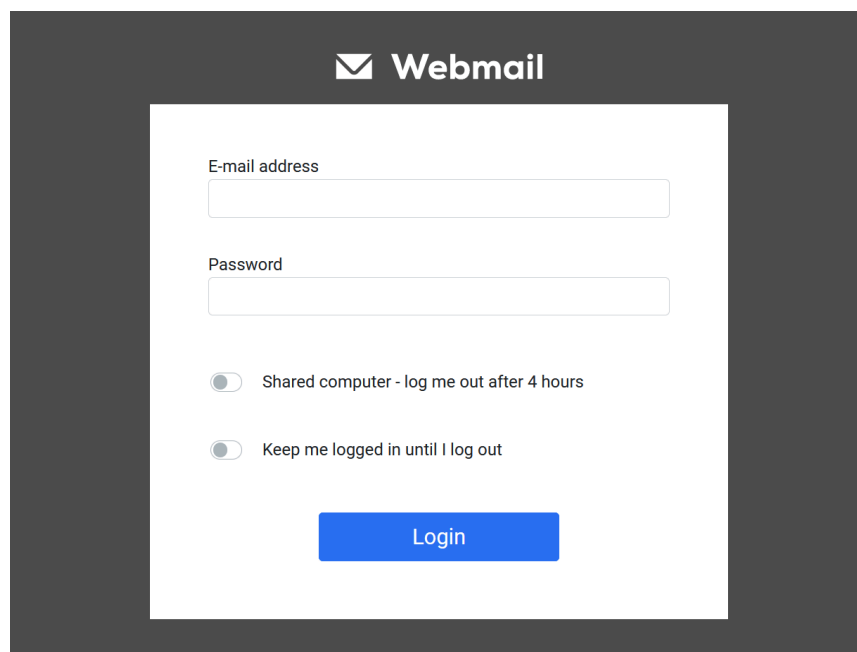 Webmail
E-mail address
Password
Shared computer - log me out after 4 hours
Keep me logged in until I log out
Login